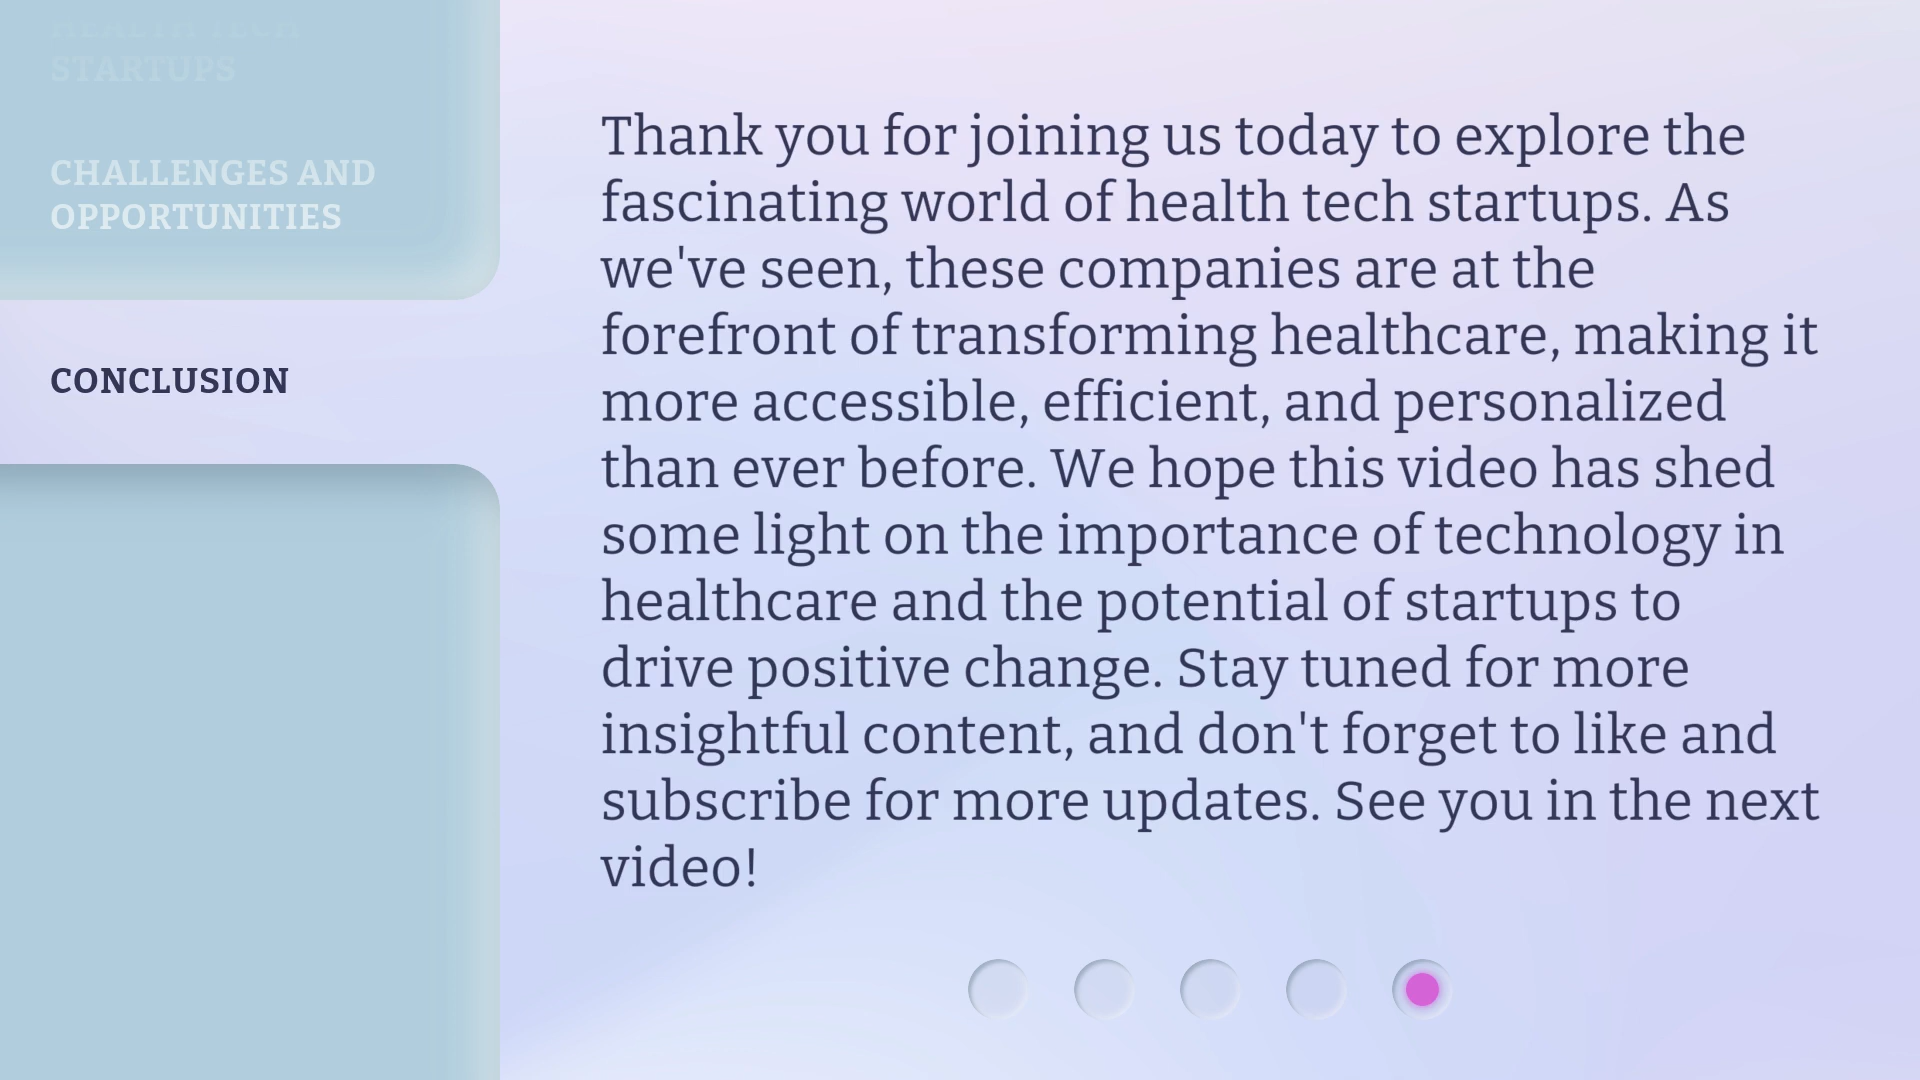 HEALTH TECH
STARTUPS
CHALLENGES AND
OPPORTUNITIES
CONCLUSION
Thank you for joining us today to explore the
fascinating world of health tech startups. As
we've seen, these companies are at the
forefront of transforming healthcare, making it
more accessible, efficient, and personalized
than ever before. We hope this video has shed
some light on the importance of technology in
healthcare and the potential of startups to
drive positive change. Stay tuned for more
insightful content, and don't forget to like and
subscribe for more updates. See you in the next
video!